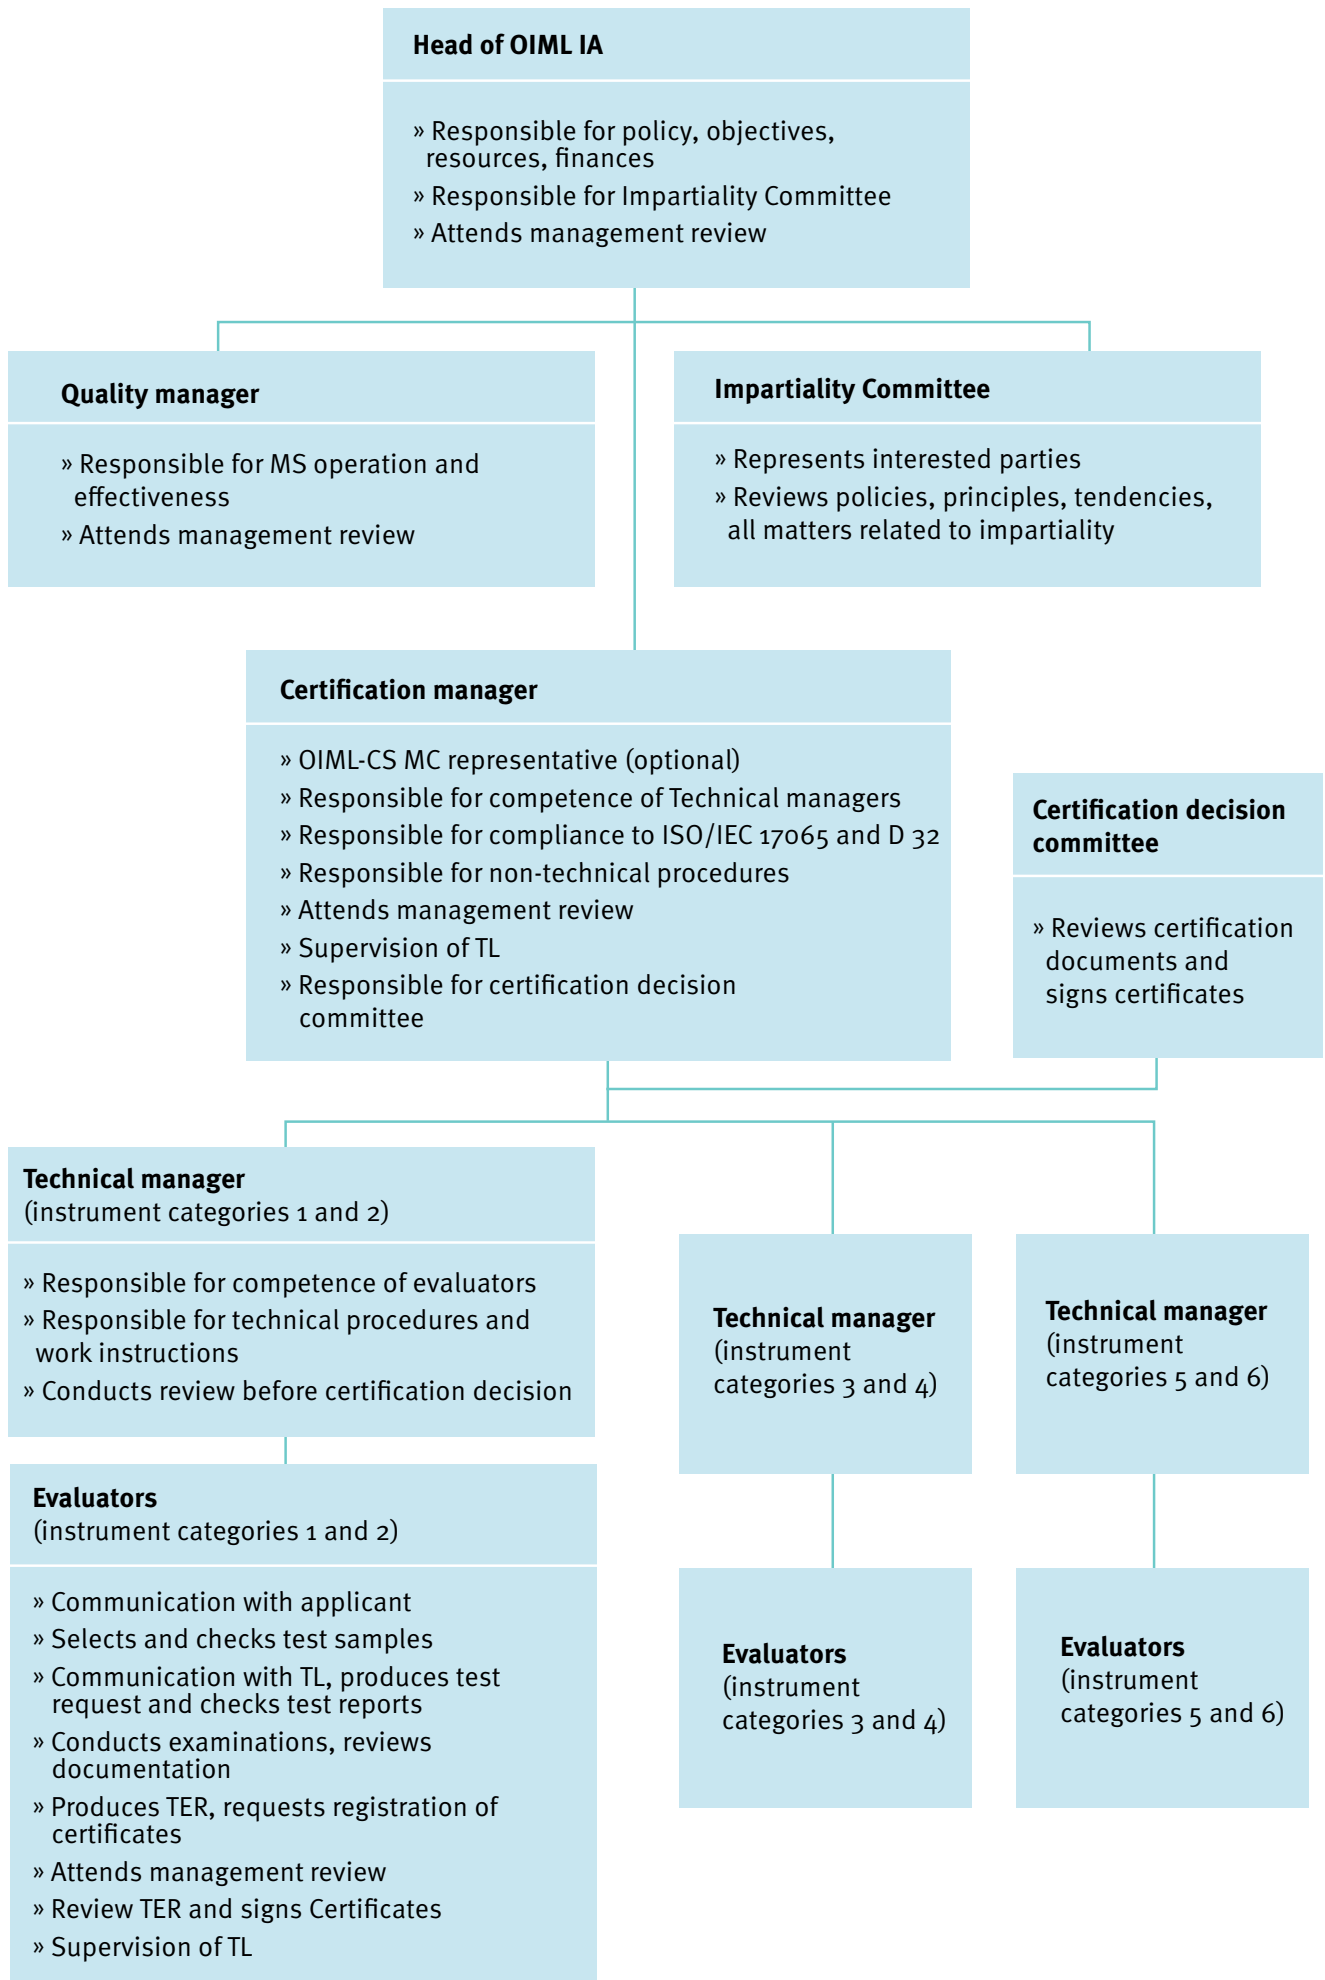 Head of OIML IA
» Responsible for policy, objectives,
resources, finances
» Responsible for Impartiality Committee
» Attends management review
Quality manager
» Responsible for MS operation and
effectiveness
» Attends management review
Impartiality Committee
» Represents interested parties
» Reviews policies, principles, tendencies,
all matters related to impartiality
Certification manager
» OIML-CS MC representative (optional)
» Responsible for competence of Technical managers
» Responsible for compliance to ISO/IEC 17065 and D 32
» Responsible for non-technical procedures
» Attends management review
» Supervision of TL
» Responsible for certification decision
committee
Certification decision
committee
» Reviews certification
documents and
signs certificates
Technical manager
(instrument categories 1 and 2)
» Responsible for competence of evaluators
» Responsible for technical procedures and
work instructions
» Conducts review before certification decision
Technical manager
(instrument
categories 3 and 4)
Technical manager
(instrument
categories 5 and 6)
Evaluators
(instrument categories 1 and 2)
» Communication with applicant
» Selects and checks test samples
» Communication with TL, produces test
request and checks test reports
» Conducts examinations, reviews
documentation
» Produces TER, requests registration of
certificates
» Attends management review
» Review TER and signs Certificates
» Supervision of TL
Evaluators
(instrument
categories 3 and 4)
Evaluators
(instrument
categories 5 and 6)